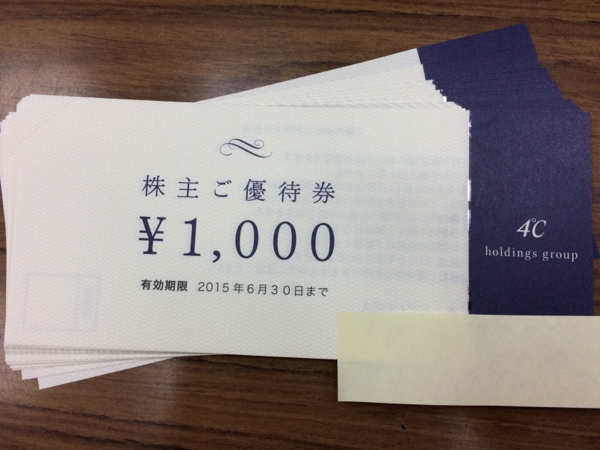 株主ご優待券
¥1,000
有効期限 2015年6月30日まで
4℃
holdings group